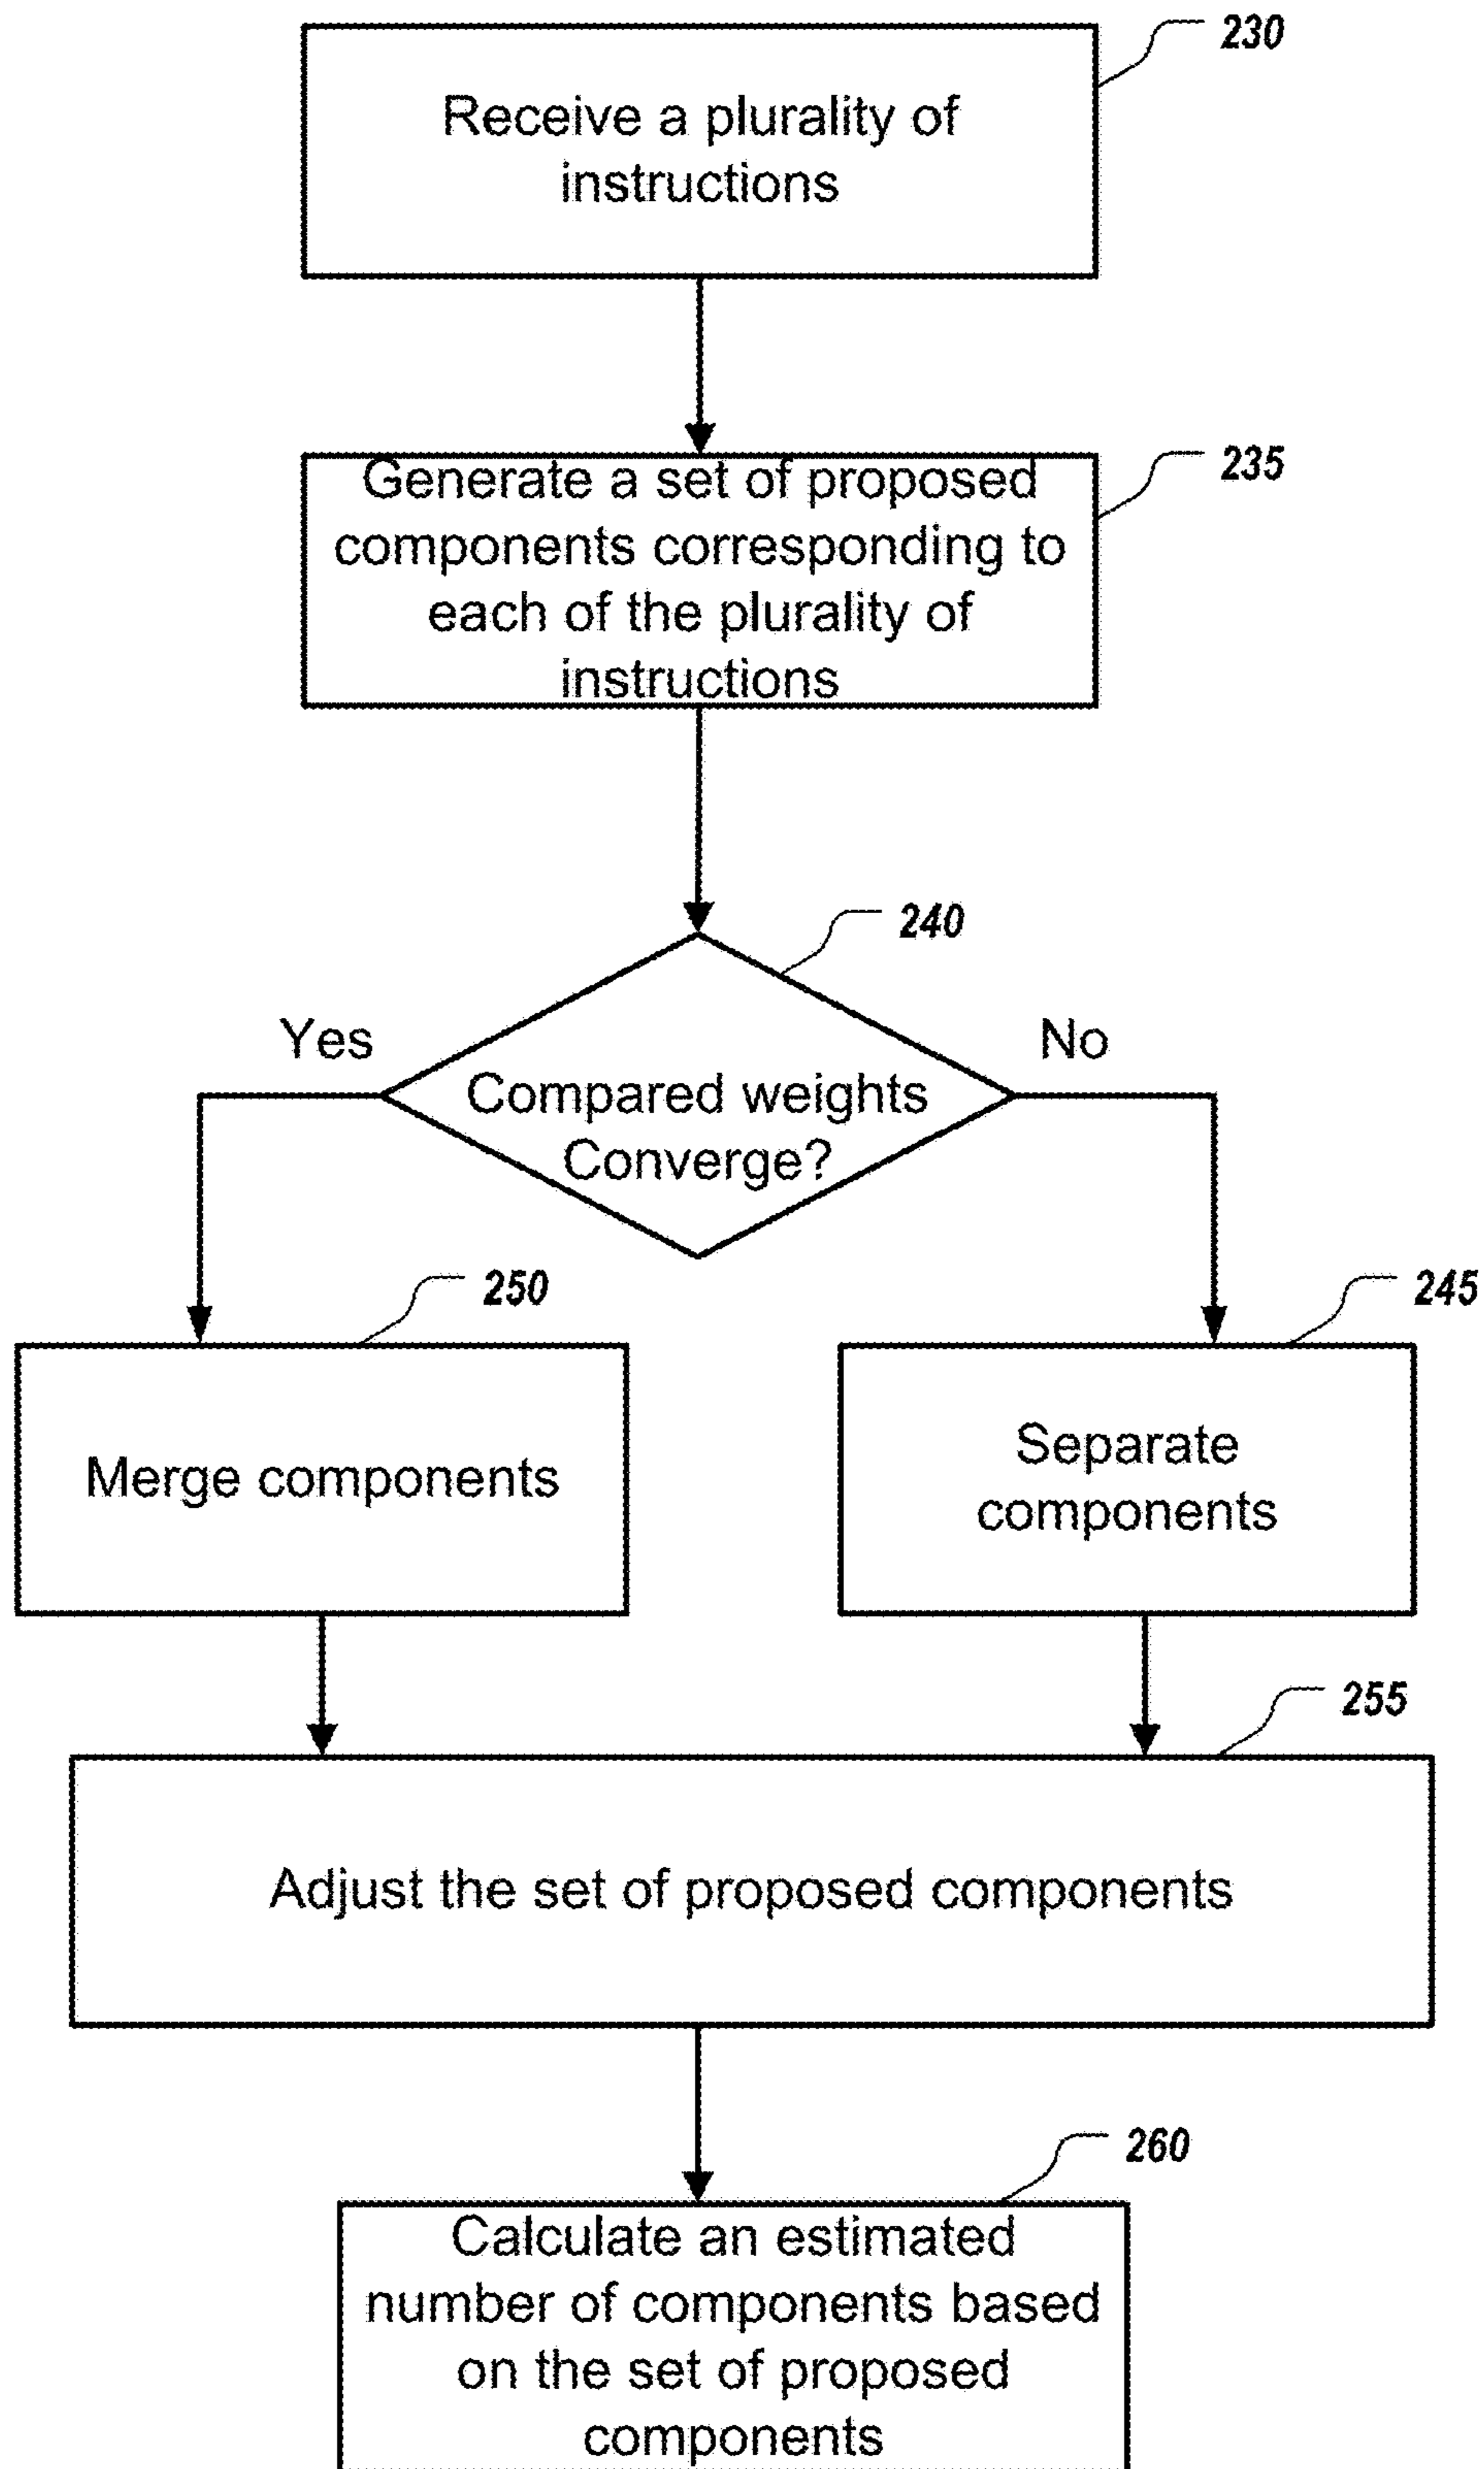 230
Receive a plurality of
instructions
235
Generate a set of proposed
components corresponding to
each of the plurality of
instructions
240
Yes
No
Compared weights
Converge?
250
245
Merge components
Separate
components
255
Adjust the set of proposed components
260
Calculate an estimated
number of components based
on the set of proposed
components